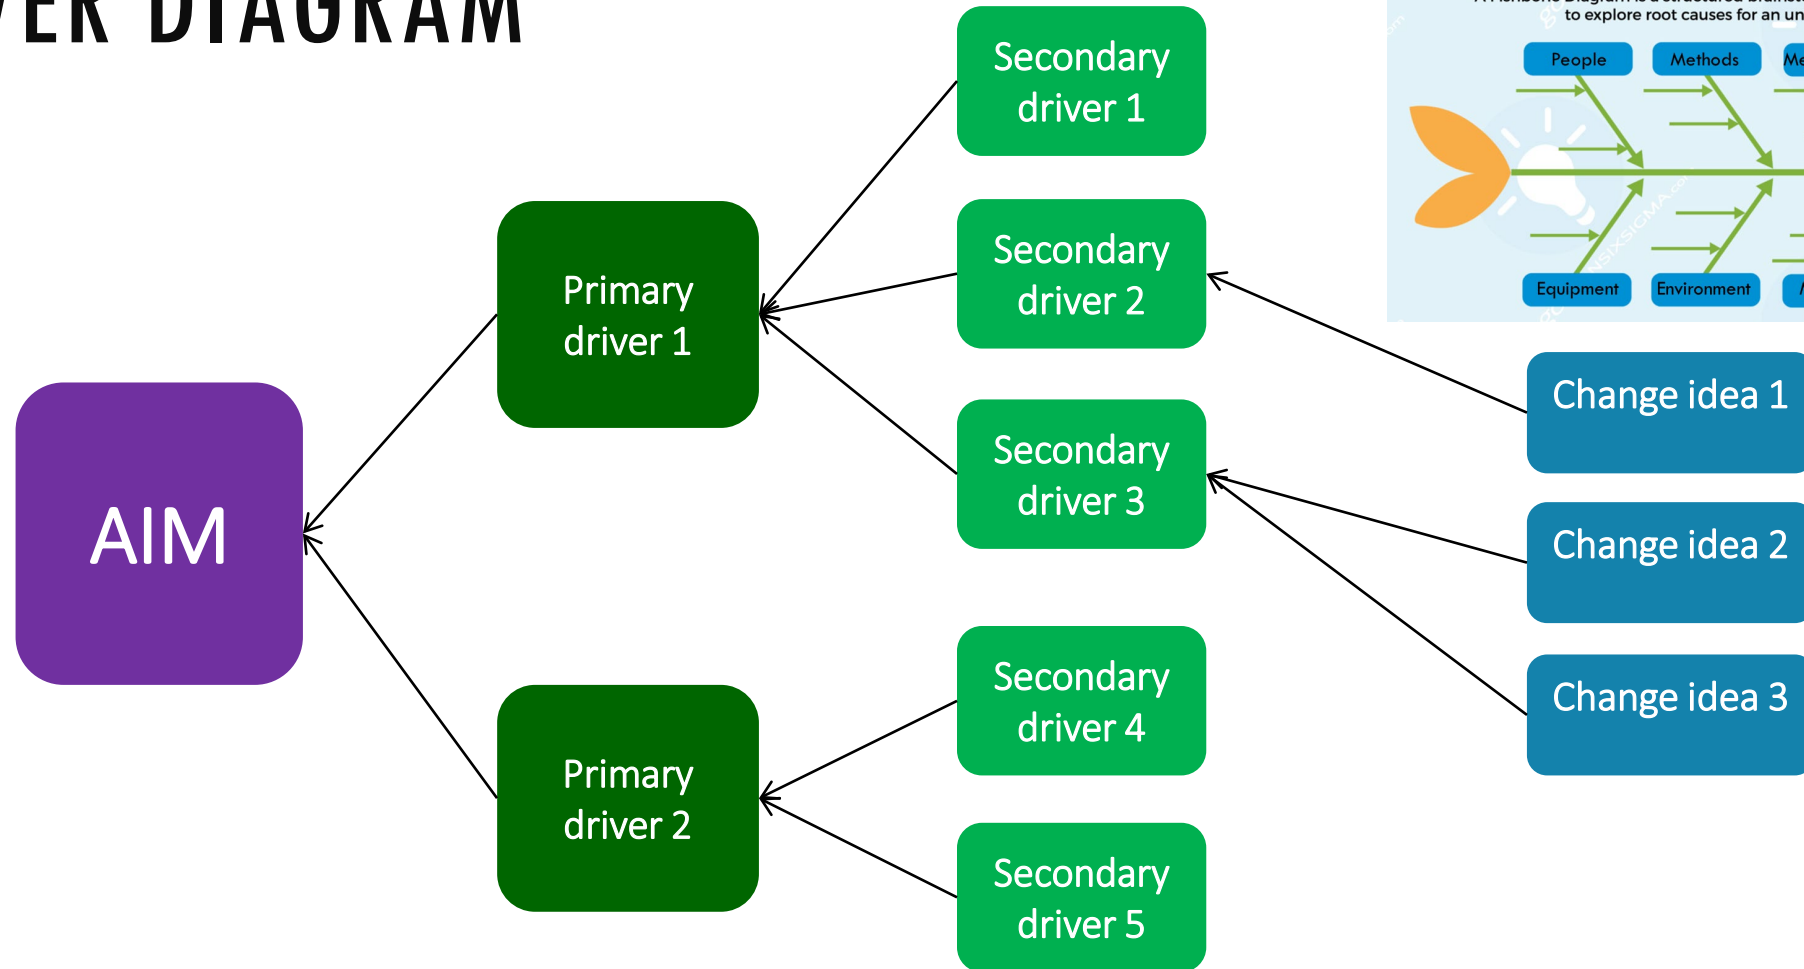 VER DIAGRAM
to explore root causes for an un
People
Methods
Equipment
Environment
AIM
Primary
driver 1
Primary
driver 2
Secondary
driver 1
Secondary
driver 2
Secondary
driver 3
Secondary
driver 4
Secondary
driver 5
Change idea 1
Change idea 2
Change idea 3